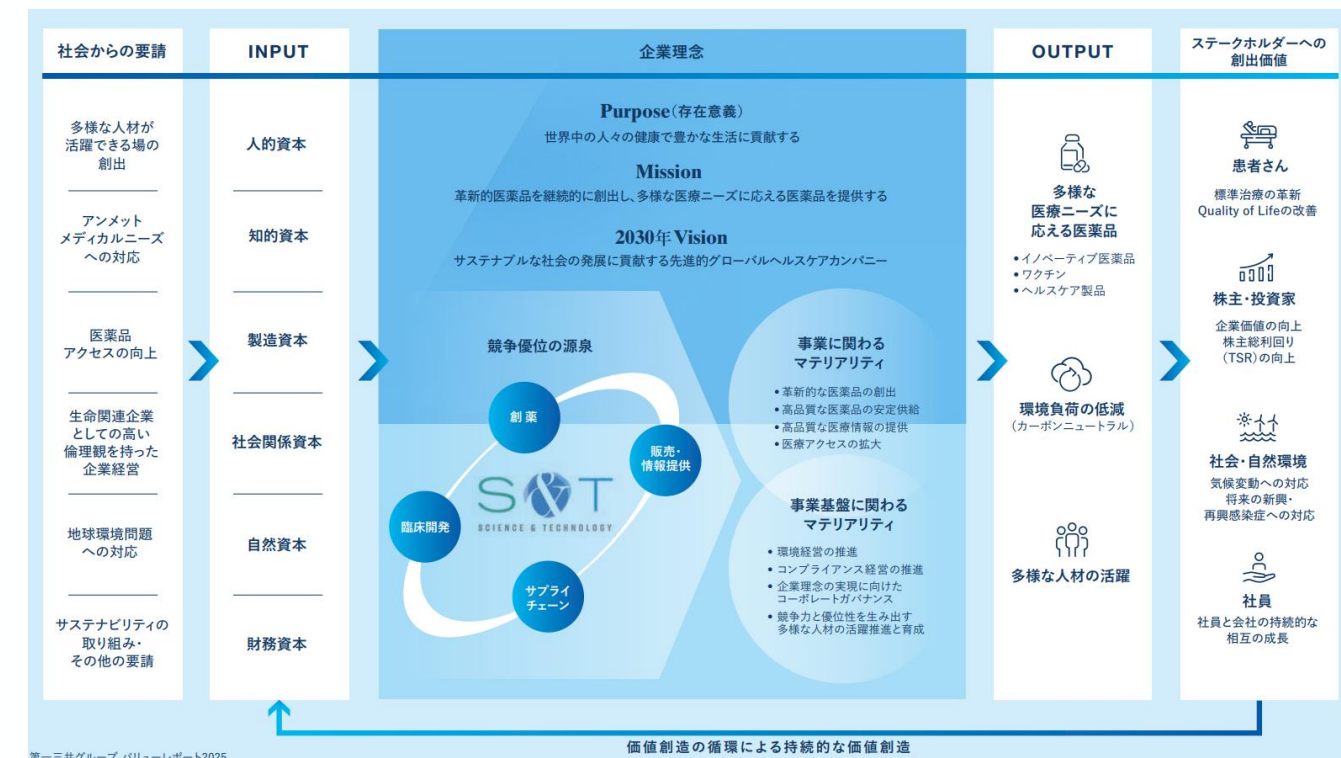 社会からの要請
多様な人材が
活躍できる場の
創出
アンメット
メディカルニーズ
への対応
医薬品
アクセスの向上
生命関連企業
としての高い
倫理観を持った
企業経営
地球環境問題
への対応
サステナビリティの
取り組み・
その他の要請
INPUT
人的資本
知的資本
製造資本
社会関係資本
自然資本
財務資本
企業理念
Purpose(存在意義)
世界中の人々の健康で豊かな生活に貢献する
Mission
革新的医薬品を継続的に創出し、多様な医療ニーズに応える医薬品を提供する
2030年Vision
サステナブルな社会の発展に貢献する先進的グローバルヘルスケアカンパニー
競争優位の源泉
創薬
販売・
情報提供
S&T
SCIENCE & TECHNOLOGY
臨床開発
サプライ
チェーン
事業に関わる
マテリアリティ
•革新的な医薬品の創出
•高品質な医薬品の安定供給
•高品質な医療情報の提供
•医療アクセスの拡大
事業基盤に関わる
マテリアリティ
•環境経営の推進
•コンプライアンス経営の推進
•企業理念の実現に向けた
コーポレートガバナンス
•競争力と優位性を生み出す
多様な人材の活躍推進と育成
OUTPUT
多様な
医療ニーズに
応える医薬品
•イノベーティブ医薬品
•ワクチン
•ヘルスケア製品
環境負荷の低減
(カーボンニュートラル)
多様な人材の活躍
ステークホルダーへの
創出価値
患者さん
標準治療の革新
Quality of Lifeの改善
株主・投資家
企業価値の向上
株主総利回り
(TSR)の向上
社会・自然環境
気候変動への対応
将来の新興・
再興感染症への対応
社員
社員と会社の持続的な
相互の成長
価値創造の循環による持続的な価値創造
第一三共グループ バリューレポート2025